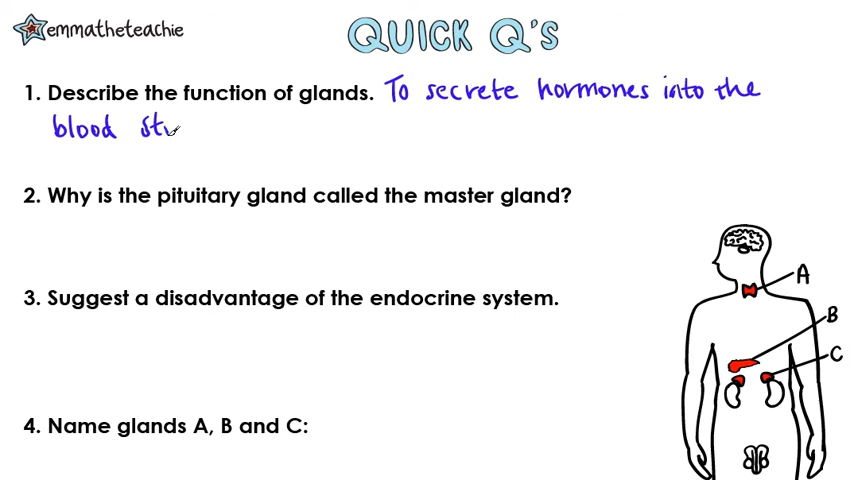 emmatheteachie
QUICK Q'S
1. Describe the function of glands. To secrete hormones into the
blood str
2. Why is the pituitary gland called the master gland?
3. Suggest a disadvantage of the endocrine system.
A
B
C
4. Name glands A, B and C: